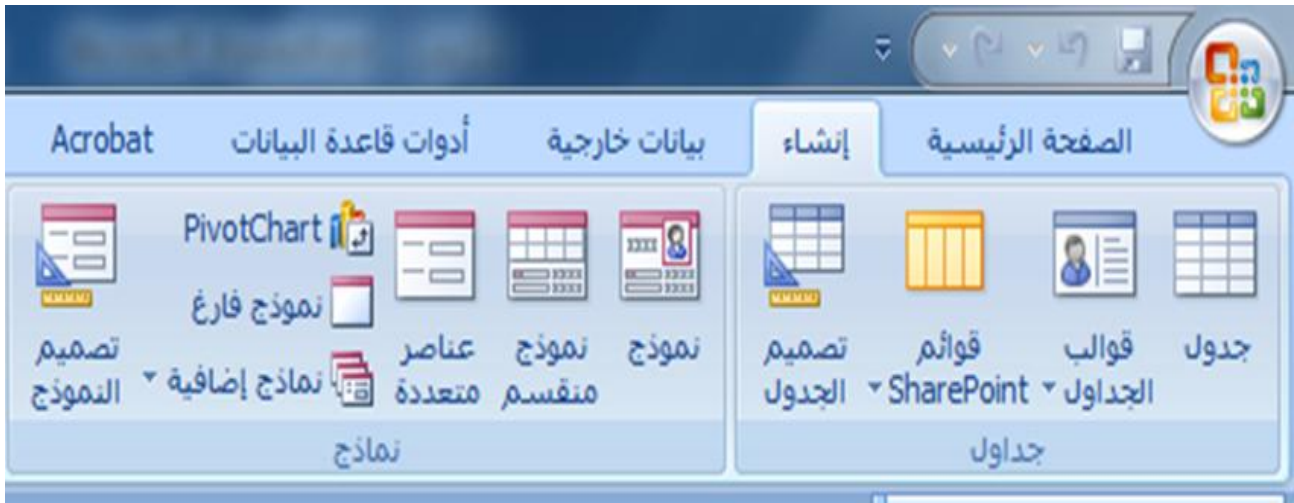 الصفحة الرئيسية
إنشاء
بيانات خارجية
أدوات قاعدة البيانات
Acrobat
جدول
قوالب
الجداول
قوائم
SharePoint
تصميم
الجدول
جداول
نموذج
نموذج
منقسم
عناصر
متعددة
PivotChart
نموذج فارغ
نماذج إضافية
تصميم
النموذج
نماذج